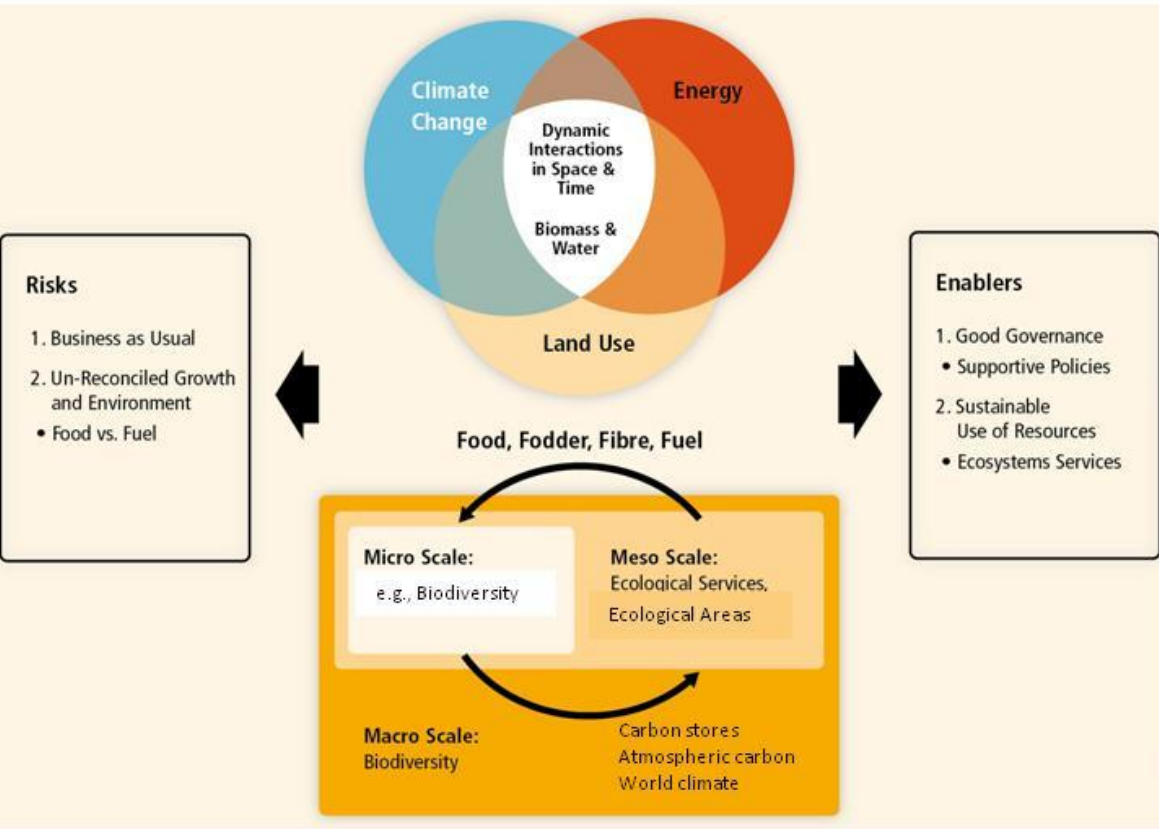 Climate
Change
Energy
Dynamic
Interactions
in Space &
Time
Biomass &
Water
Land Use
Risks
1. Business as Usual
2. Un-Reconciled Growth
and Environment
• Food vs. Fuel
Enablers
1. Good Governance
• Supportive Policies
2. Sustainable
Use of Resources
• Ecosystems Services
Food, Fodder, Fibre, Fuel
Micro Scale:
e.g., Biodiversity
Meso Scale:
Ecological Services,
Ecological Areas
Macro Scale:
Biodiversity
Carbon stores
Atmospheric carbon
World climate